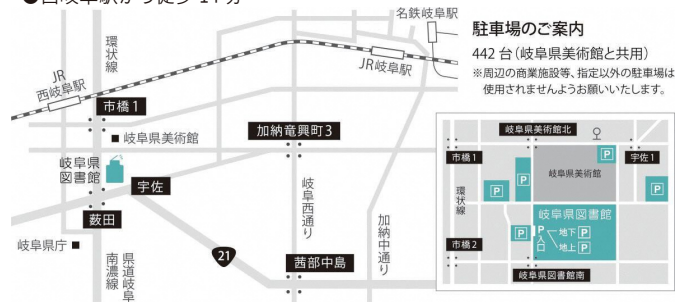 ●西岐阜駅から徒歩 14 分
名鉄岐阜駅
環状線
JR
西岐阜駅
JR岐阜駅
市橋1
岐阜県美術館
加納竜興町3
岐阜県
図書館
宇佐
薮田
岐阜県庁
岐阜西通り
加納中通り
21
県道岐阜
南濃線
茜部中島
駐車場のご案内
442 台(岐阜県美術館と共用)
※周辺の商業施設等、指定以外の駐車場は
使用されませんようお願いいたします。
岐阜県美術館北
市橋1
P
宇佐1
P
岐阜県美術館
P
P
環状線
岐阜県図書館
P
P
入口
地下 P
地上 P
市橋2
岐阜県図書館南